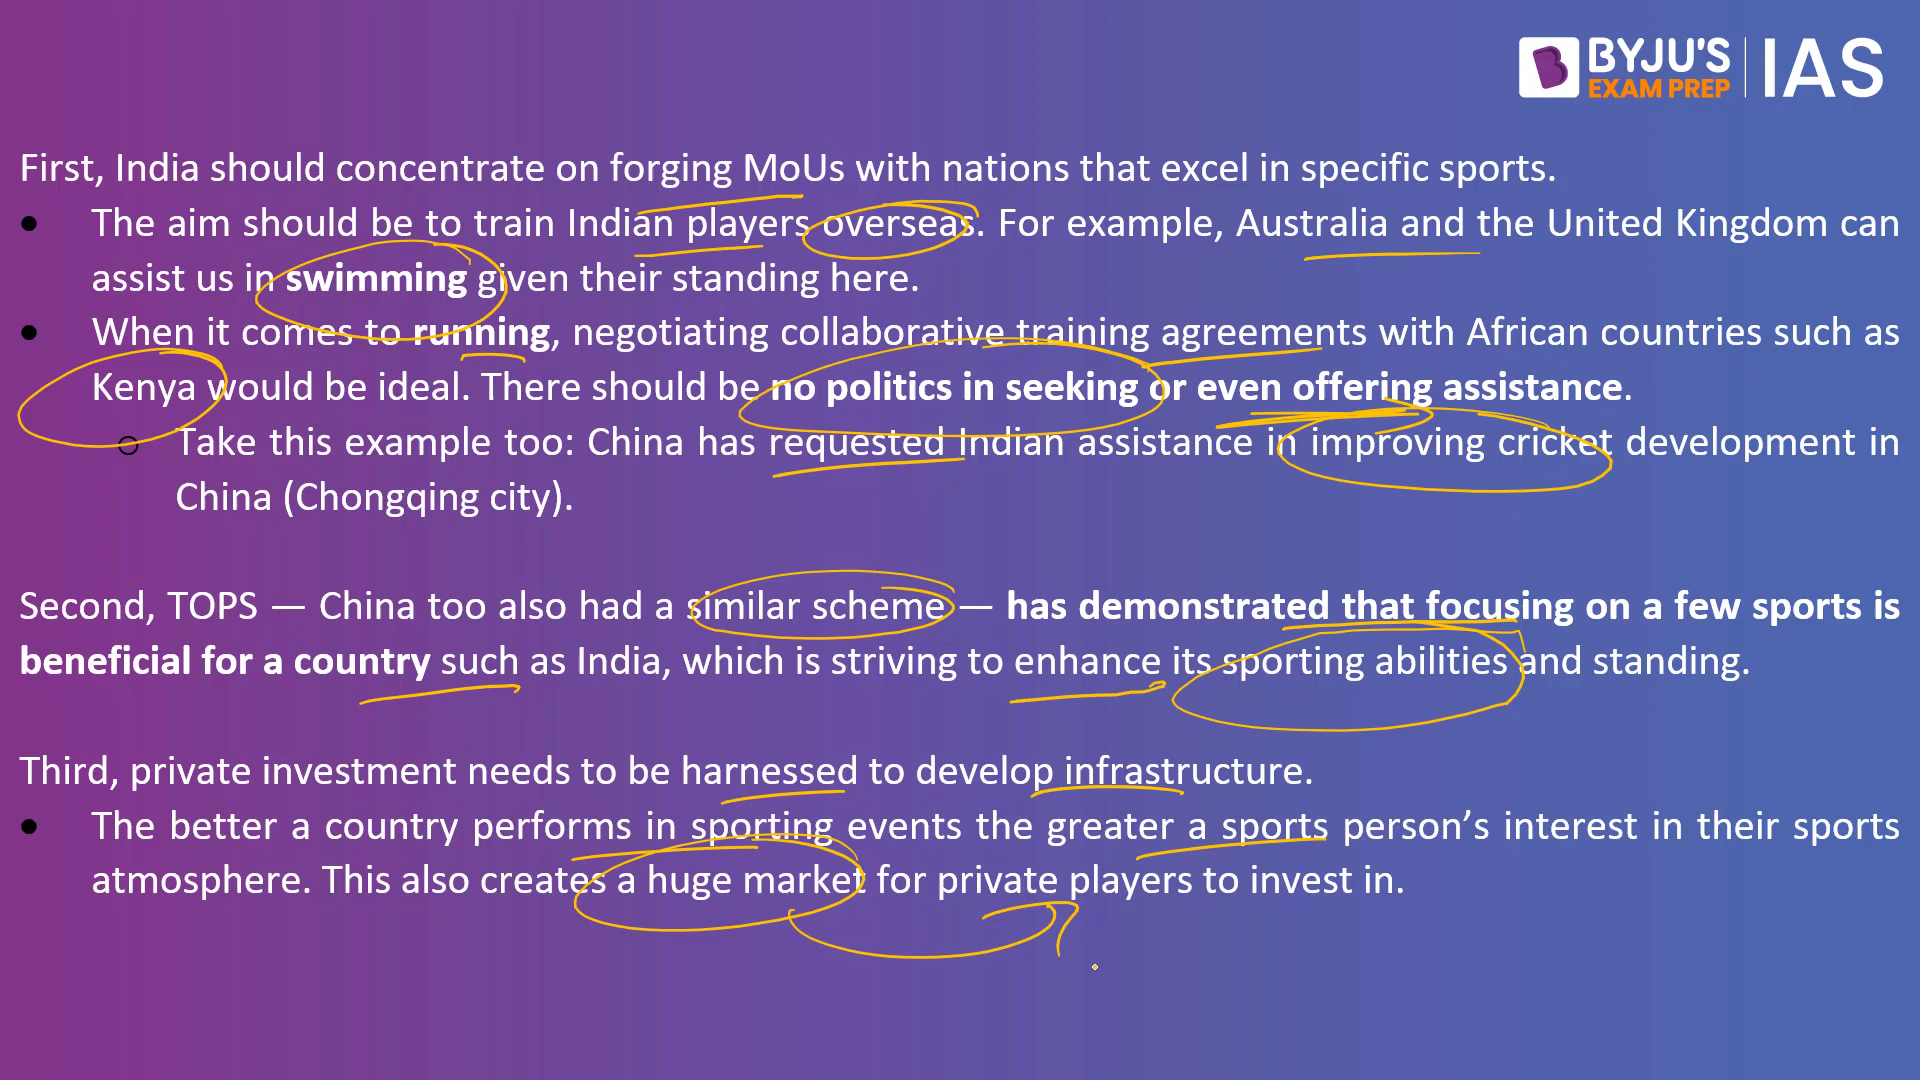 BYJU'S
EXAM PREP
IAS
First, India should concentrate on forging MoUs with nations that excel in specific sports.
● The aim should be to train Indian players overseas. For example, Australia and the United Kingdom can
assist us in swimming given their standing here.
● When it comes to running, negotiating collaborative training agreements with African countries such as
Kenya would be ideal. There should be no politics in seeking or even offering assistance.
○ Take this example too: China has requested Indian assistance in improving cricket development in
China (Chongqing city).
Second, TOPS — China too also had a similar scheme — has demonstrated that focusing on a few sports is
beneficial for a country such as India, which is striving to enhance its sporting abilities and standing.
Third, private investment needs to be harnessed to develop infrastructure.
● The better a country performs in sporting events the greater a sports person’s interest in their sports
atmosphere. This also creates a huge market for private players to invest in.